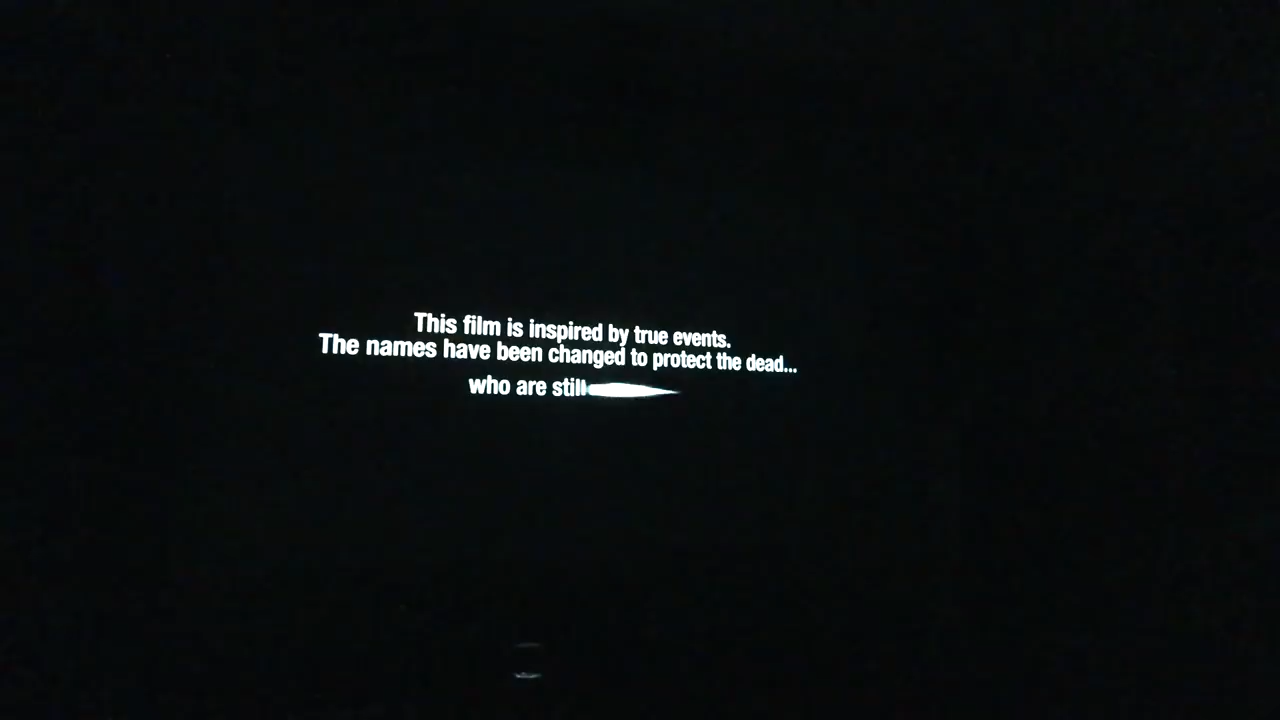 This film is inspired by true events.
The names have been changed to protect the dead...
who are still